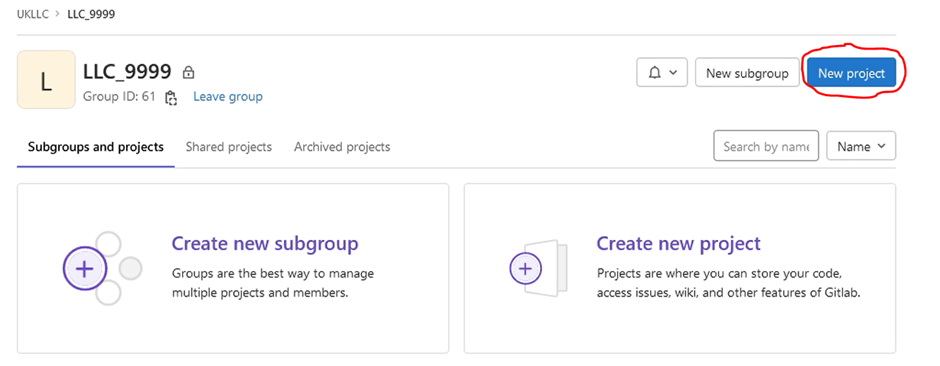 UKLLC > LLC_9999
L
LLC_9999
Group ID: 61 Leave group
New subgroup
New project
Subgroups and projects Shared projects Archived projects
Search by name
Name
Create new subgroup
Groups are the best way to manage
multiple projects and members.
Create new project
Projects are where you can store your code,
access issues, wiki, and other features of Gitlab.